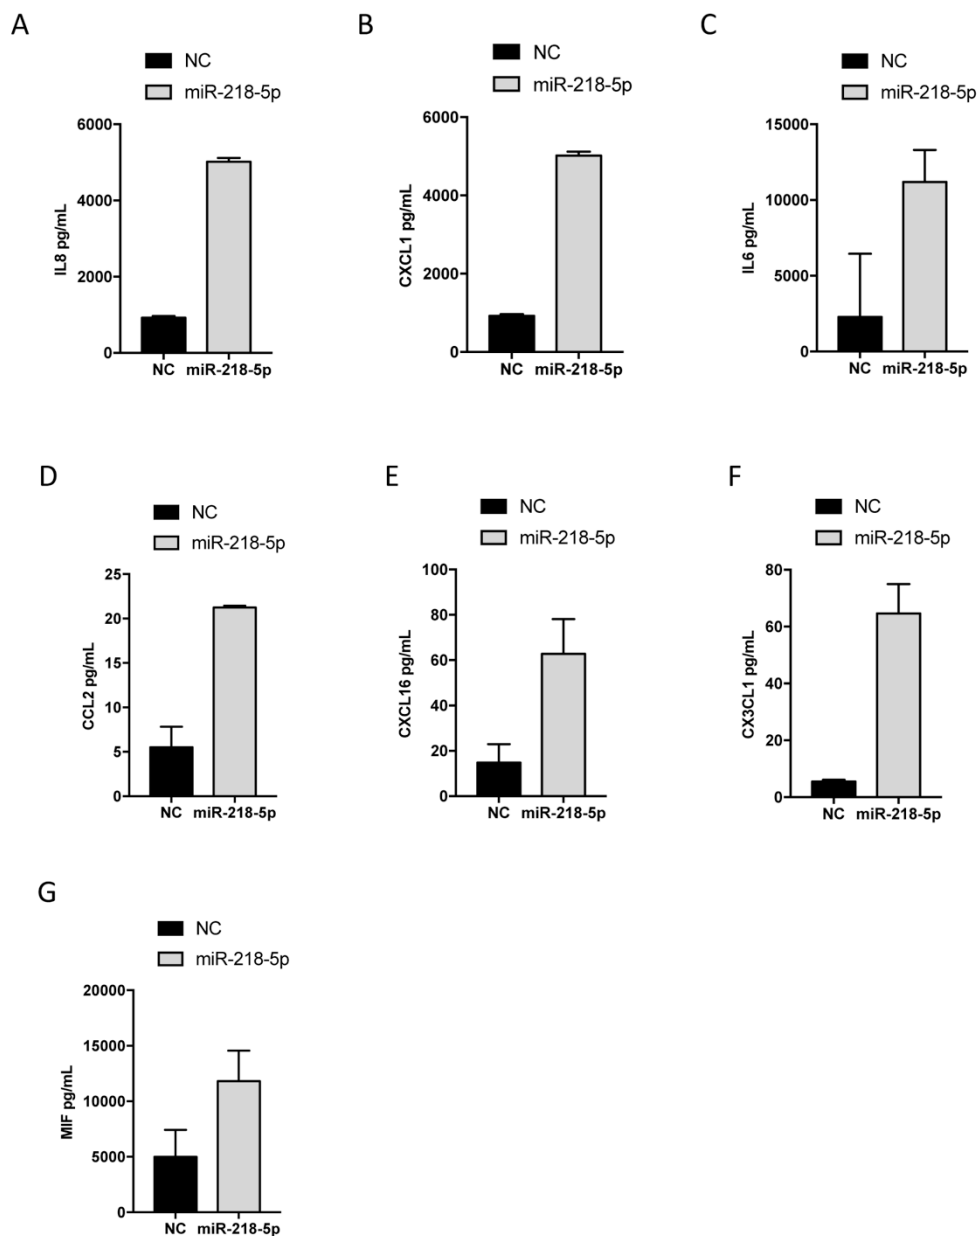 A
NC
miR-218-5p
6000
4000
2000
0
IL8 pg/mL
NC miR-218-5p
B
NC
miR-218-5p
6000
4000
2000
0
CXCL1 pg/mL
NC miR-218-5p
C
NC
miR-218-5p
15000
10000
5000
0
IL6 pg/mL
NC miR-218-5p
D
NC
miR-218-5p
25
20
15
10
5
0
CCL2 pg/mL
NC miR-218-5p
E
NC
miR-218-5p
100
80
60
40
20
0
CXCL16 pg/mL
NC miR-218-5p
F
NC
miR-218-5p
80
60
40
20
0
CX3CL1 pg/mL
NC miR-218-5p
G
NC
miR-218-5p
20000
15000
10000
5000
0
MIF pg/mL
NC miR-218-5p